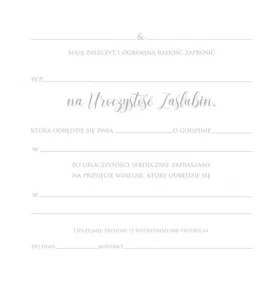 &
MAJĄ ZASZCZYT I OGROMNĄ RADOŚĆ ZAPROSIĆ
W.P.
na Uroczystość Zaślubin,
KTÓRA ODBĘDZIE SIĘ DNIA O GODZINIE
W
PO UROCZYSTOŚCI SERDECZNIE ZAPRASZAMY
NA PRZYJĘCIE WESELNE, KTÓRE ODBĘDZIE SIĘ
W
UPRZEJMIE PROSIMY O POTWIERDZENIE PRZYBYCIA
DO DNIA KONTAKT